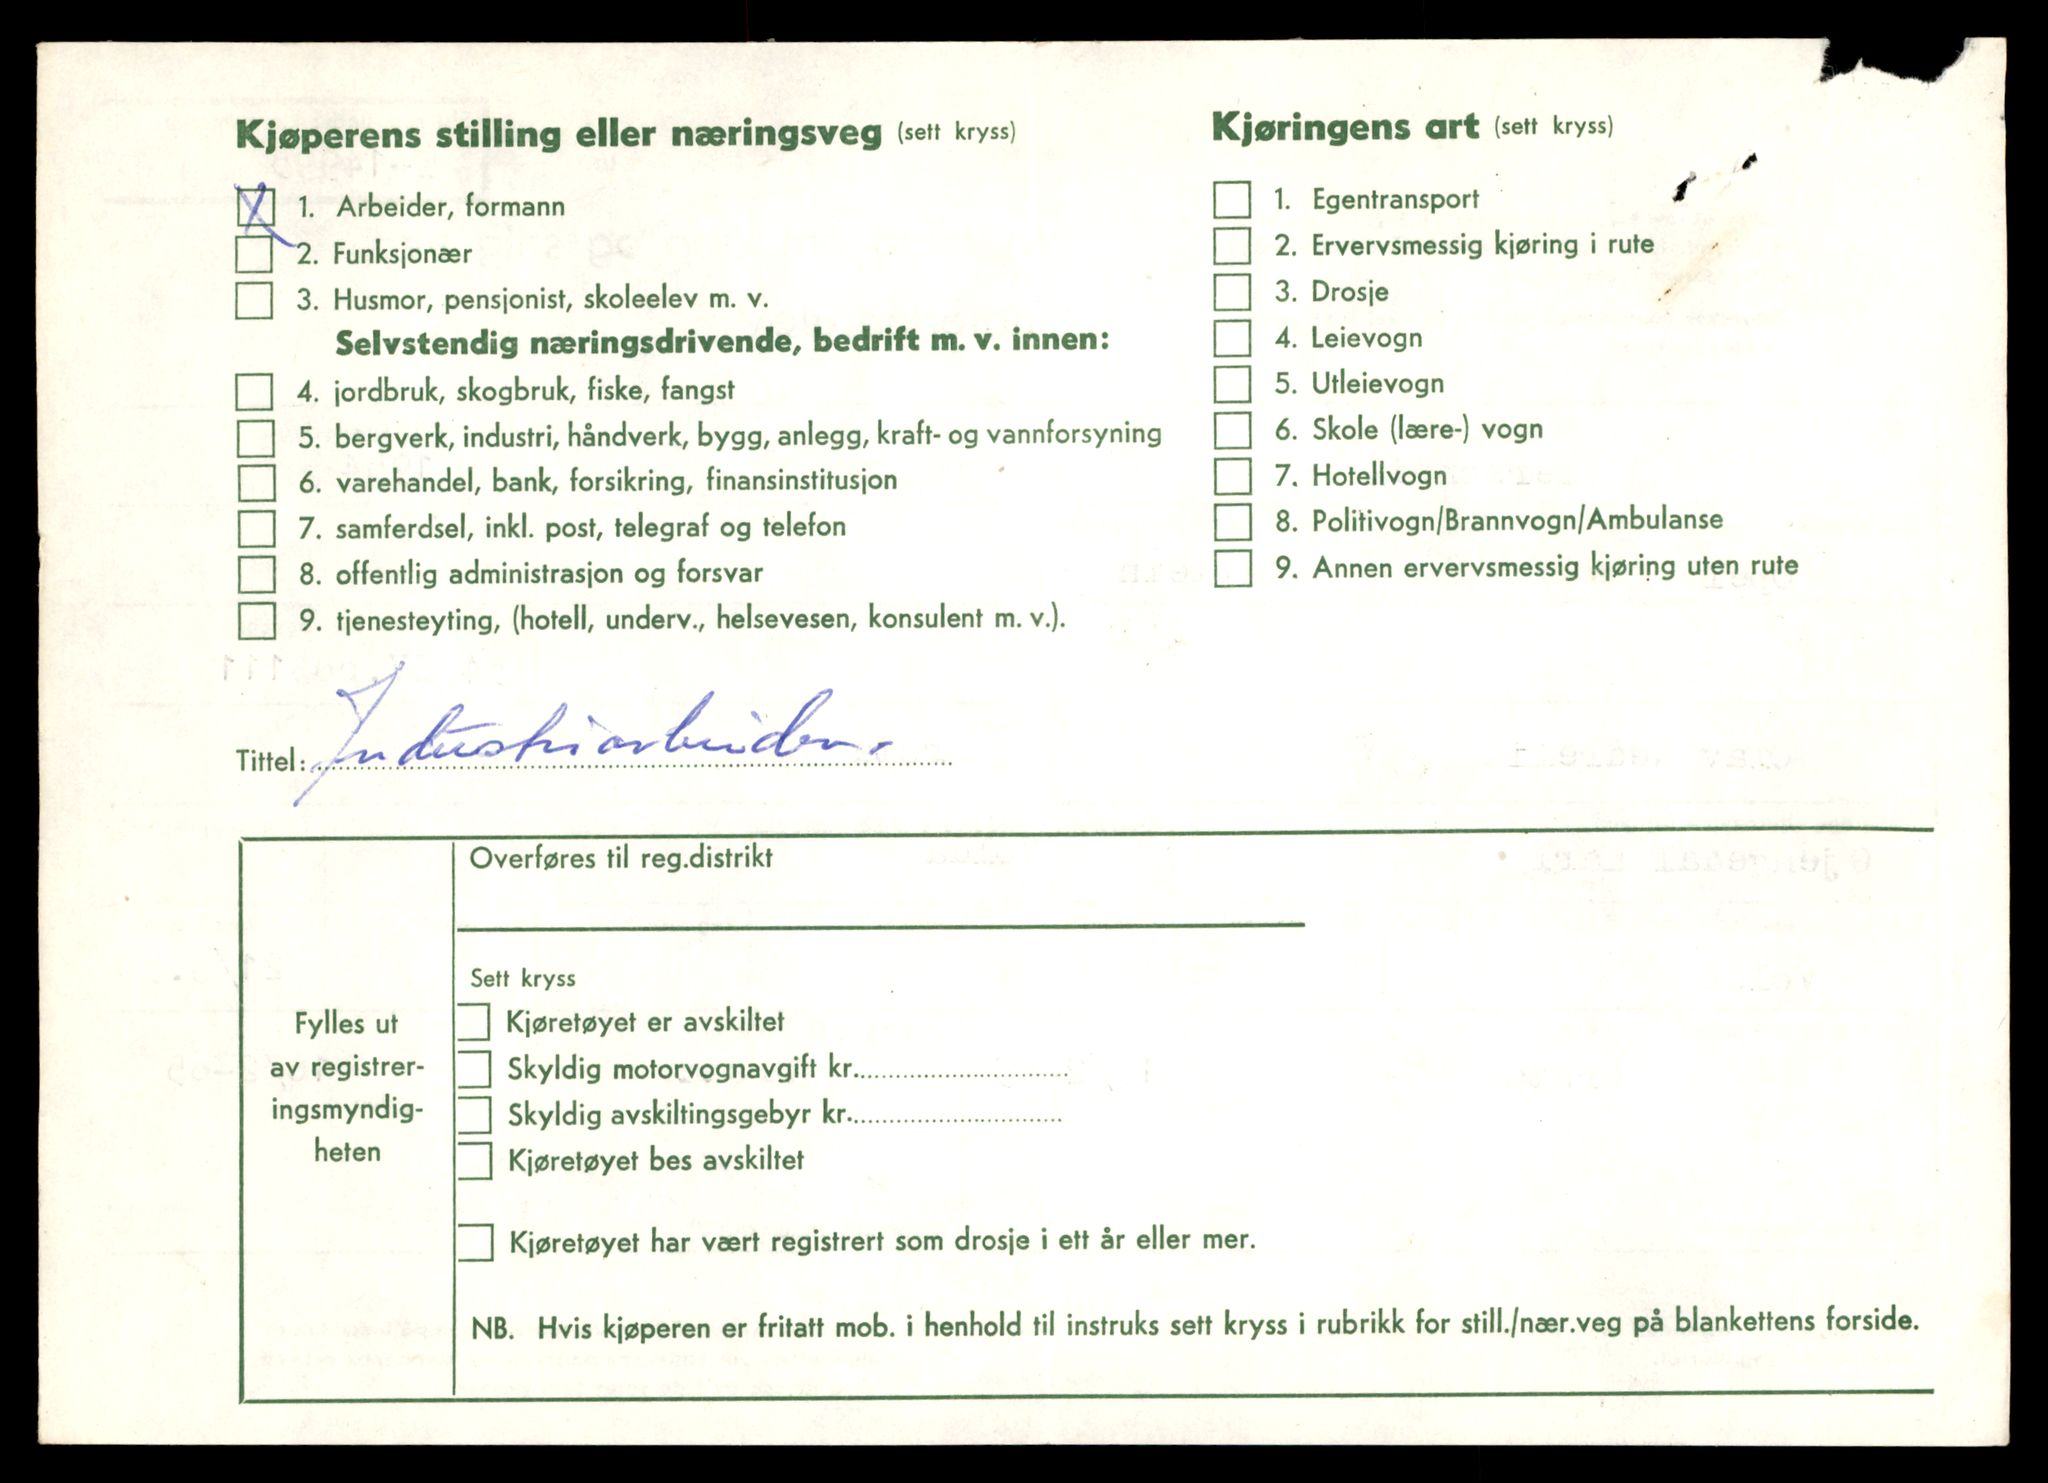 Kjøperens stilling eller næringsveg (sett kryss)
X 1. Arbeider, formann
2. Funksjonær
3. Husmor, pensjonist, skoleelev m. v.
Selvstendig næringsdrivende, bedrift m. v. innen:
4. jordbruk, skogbruk, fiske, fangst
5. bergverk, industri, håndverk, bygg, anlegg, kraft- og vannforsyning
6. varehandel, bank, forsikring, finansinstitusjon
7. samferdsel, inkl. post, telegraf og telefon
8. offentlig administrasjon og forsvar
9. tjenesteyting, (hotell, underv., helsevesen, konsulent m. v.).
Tittel: Industriarbeider.
Kjøringens art (sett kryss)
1. Egentransport
2. Ervervsmessig kjøring i rute
3. Drosje
4. Leievogn
5. Utleievogn
6. Skole (lære-) vogn
7. Hotellvogn
8. Politivogn/Brannvogn/Ambulanse
9. Annen ervervsmessig kjøring uten rute
Fylles ut
av registrer-
ingsmyndig-
heten
Overføres til reg.distrikt
Sett kryss
Kjøretøyet er avskiltet
Skyldig motorvognavgift kr.
Skyldig avskiltingsgebyr kr.
Kjøretøyet bes avskiltet
Kjøretøyet har vært registrert som drosje i ett år eller mer.
NB. Hvis kjøperen er fritatt mob. i henhold til instruks sett kryss i rubrikk for still./nær.veg på blankettens forside.